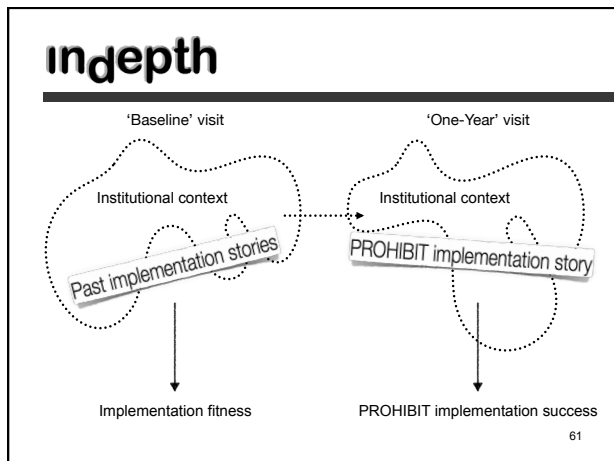 indepth
‘Baseline’ visit
‘One-Year’ visit
Institutional context
Institutional context
Past implementation stories
PROHIBIT implementation story
Implementation fitness
PROHIBIT implementation success
61